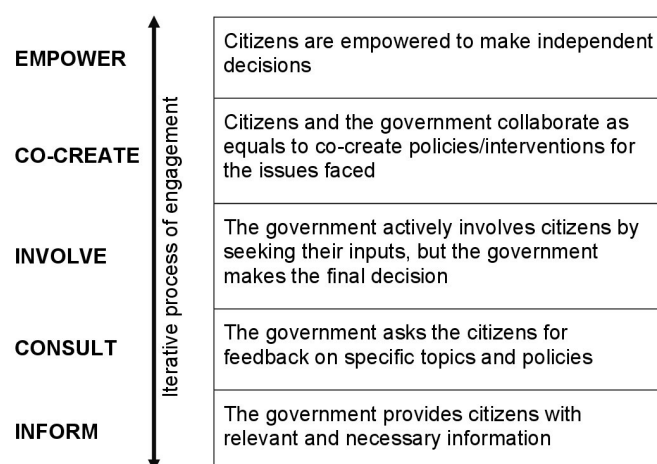 EMPOWER
Citizens are empowered to make independent
decisions
CO-CREATE
Citizens and the government collaborate as
equals to co-create policies/interventions for
the issues faced
INVOLVE
The government actively involves citizens by
seeking their inputs, but the government
makes the final decision
CONSULT
The government asks the citizens for
feedback on specific topics and policies
INFORM
The government provides citizens with
relevant and necessary information
Iterative process of engagement